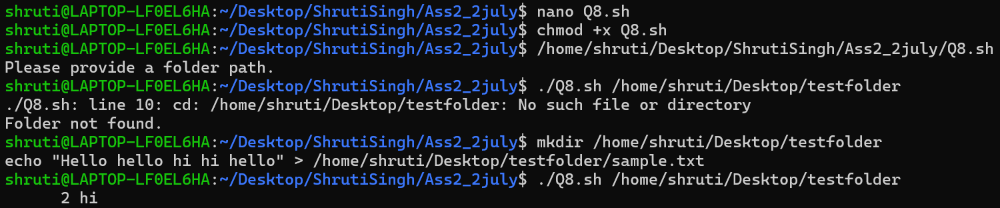 shruti@LAPTOP-LF0EL6HA:~/Desktop/ShrutiSingh/Ass2_2july$ nano Q8.sh
shruti@LAPTOP-LF0EL6HA:~/Desktop/ShrutiSingh/Ass2_2july$ chmod +x Q8.sh
shruti@LAPTOP-LF0EL6HA:~/Desktop/ShrutiSingh/Ass2_2july$ /home/shruti/Desktop/ShrutiSingh/Ass2_2july/Q8.sh
Please provide a folder path.
shruti@LAPTOP-LF0EL6HA:~/Desktop/ShrutiSingh/Ass2_2july$ ./Q8.sh /home/shruti/Desktop/testfolder
./Q8.sh: line 10: cd: /home/shruti/Desktop/testfolder: No such file or directory
Folder not found.
shruti@LAPTOP-LF0EL6HA:~/Desktop/ShrutiSingh/Ass2_2july$ mkdir /home/shruti/Desktop/testfolder
echo "Hello hello hi hi hello" > /home/shruti/Desktop/testfolder/sample.txt
shruti@LAPTOP-LF0EL6HA:~/Desktop/ShrutiSingh/Ass2_2july$ ./Q8.sh /home/shruti/Desktop/testfolder
      2 hi